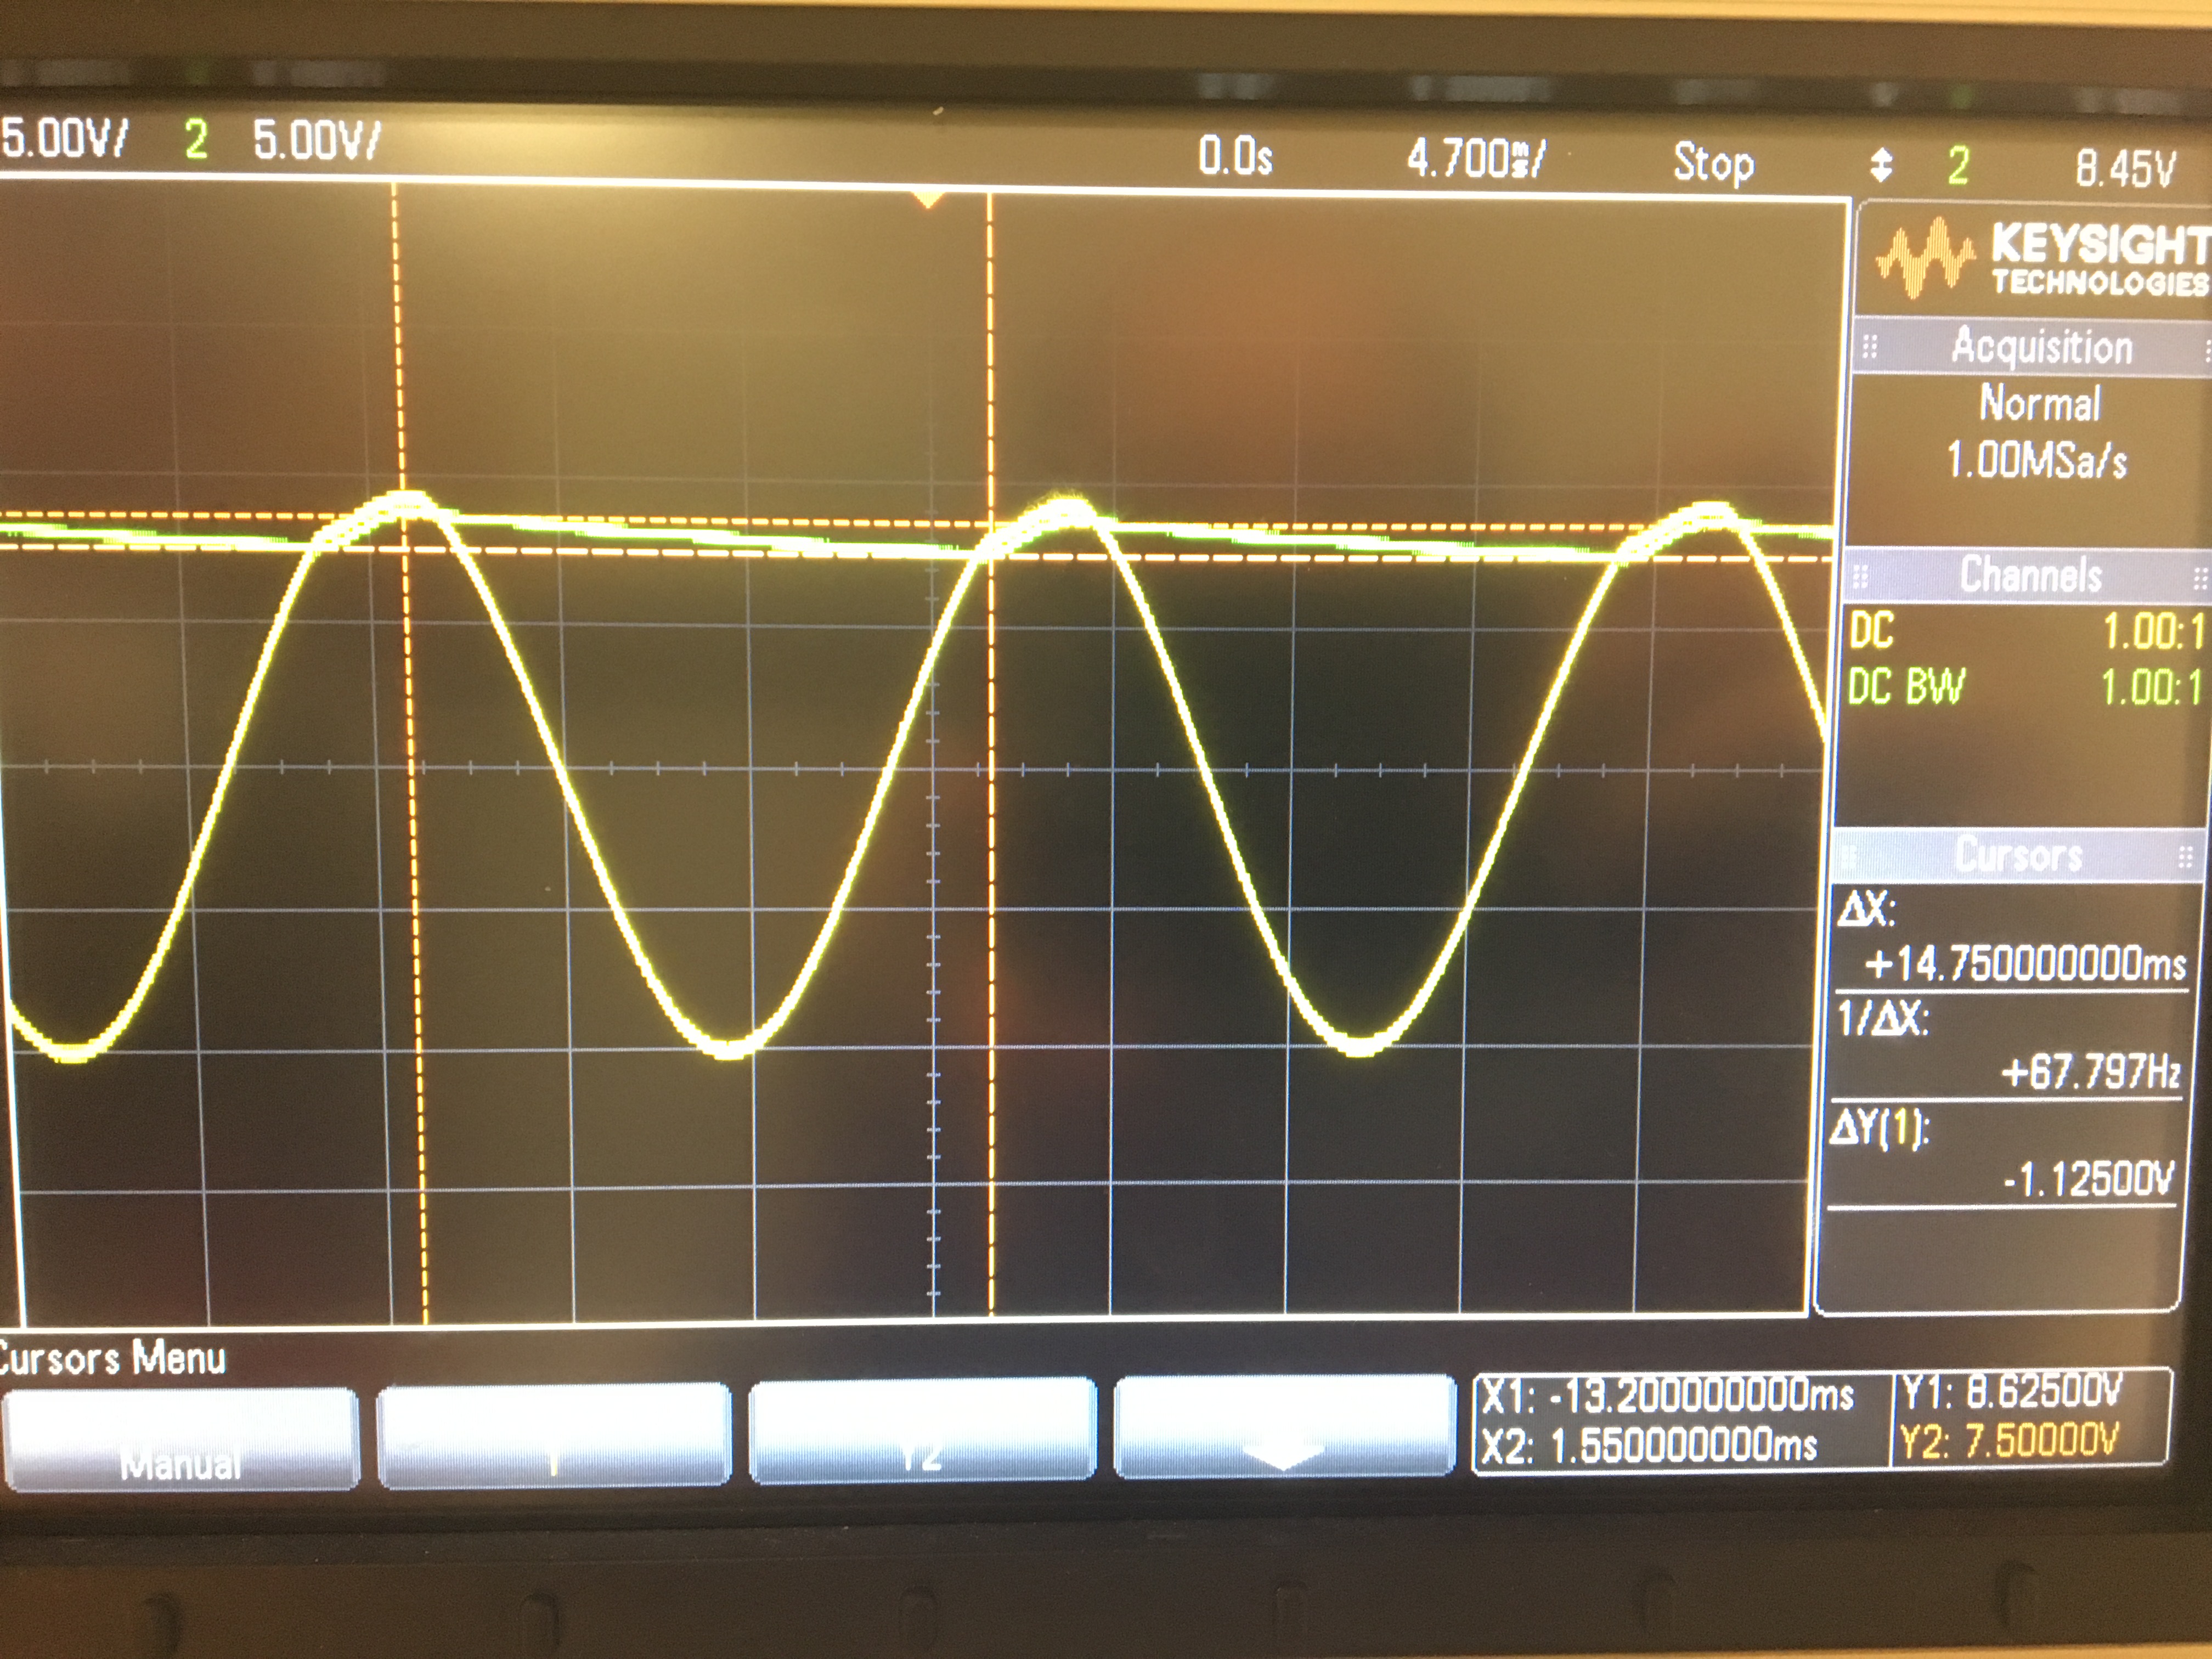 5.00V/ 2 5.00V/ 0.0s 4.700ms/ Stop 2 8.45V
KEYSIGHT
TECHNOLOGIES
Acquisition
Normal
1.00MSa/s
Channels
DC 1.00:1
DC BW 1.00:1
Cursors
ΔX:
+14.750000000ms
1/ΔX:
+67.797Hz
ΔY(1):
-1.12500V
Cursors Menu
Manual
Y2
X1: -13.200000000ms Y1: 8.62500V
X2: 1.550000000ms Y2: 7.50000V